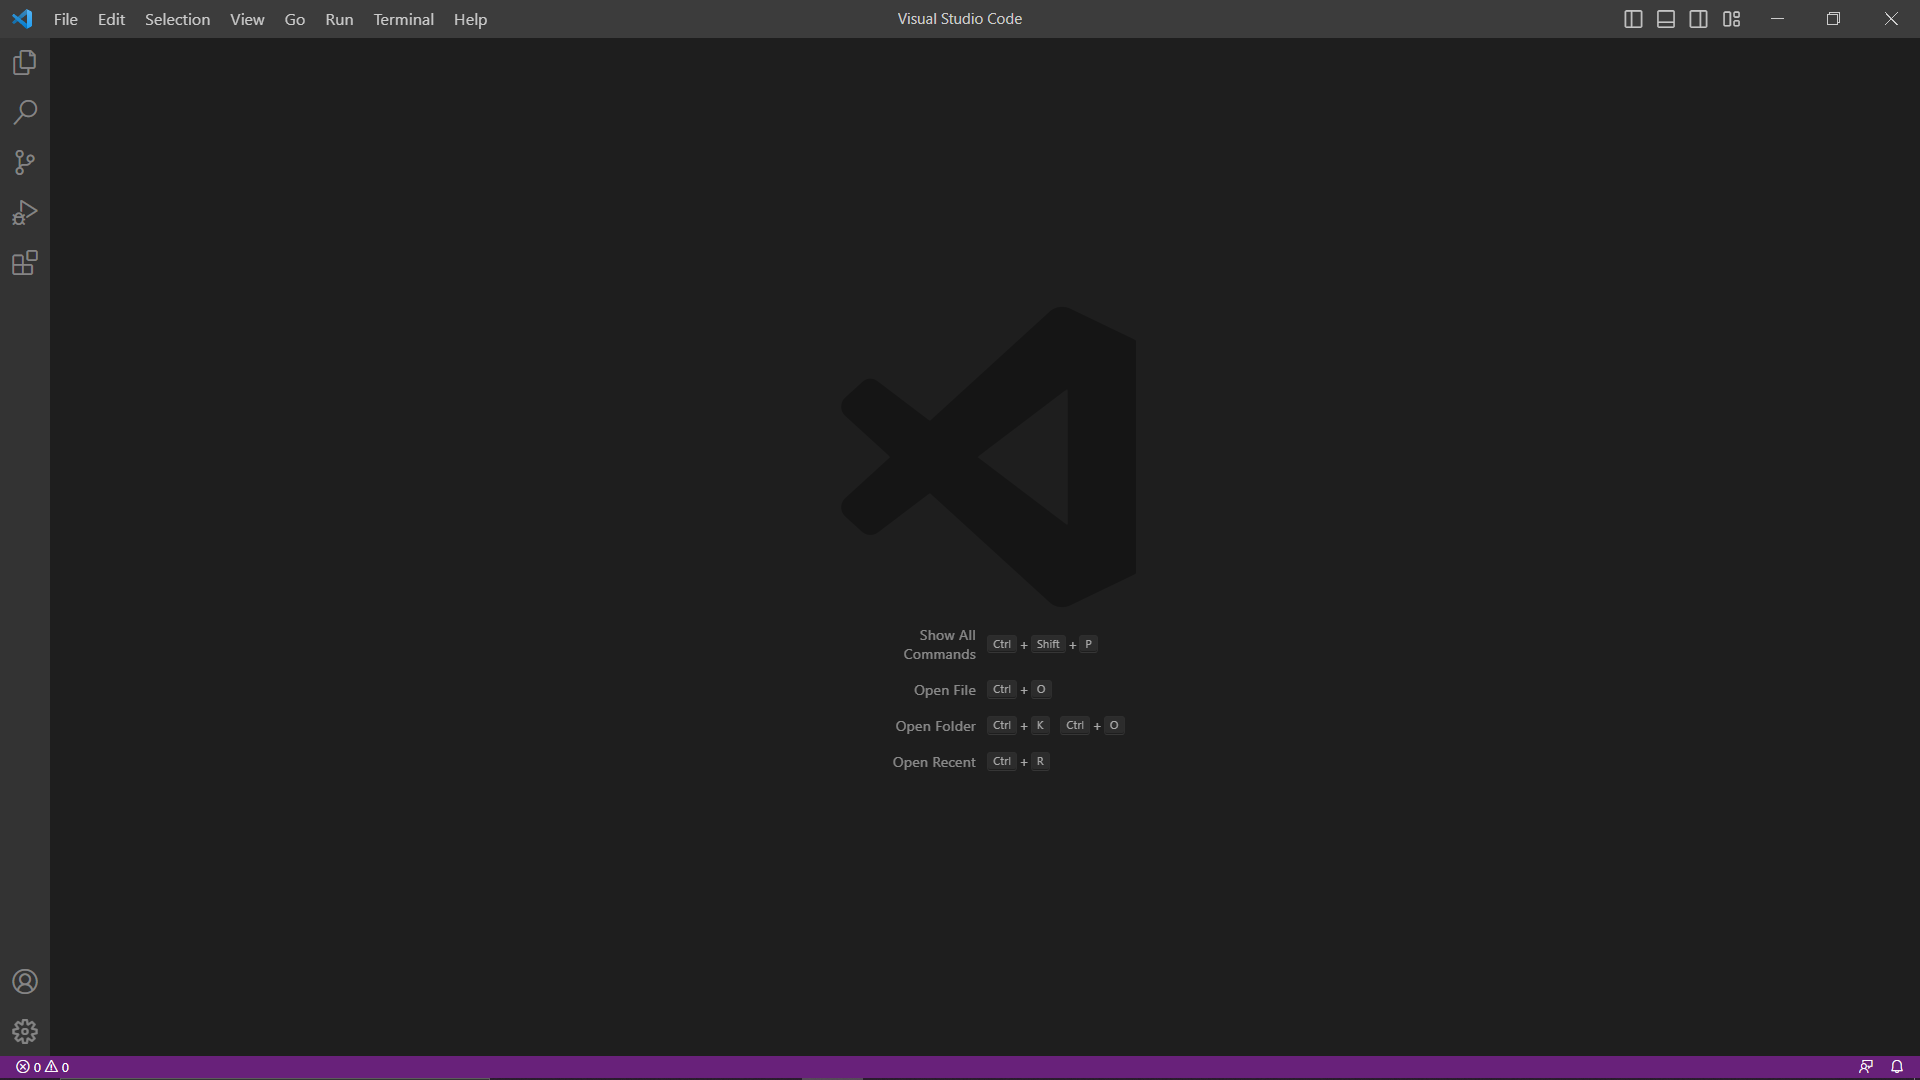 File Edit Selection View Go Run Terminal Help
Visual Studio Code
Show All
Commands
Ctrl + Shift + P
Open File Ctrl + O
Open Folder Ctrl + K Ctrl + O
Open Recent Ctrl + R
0 0